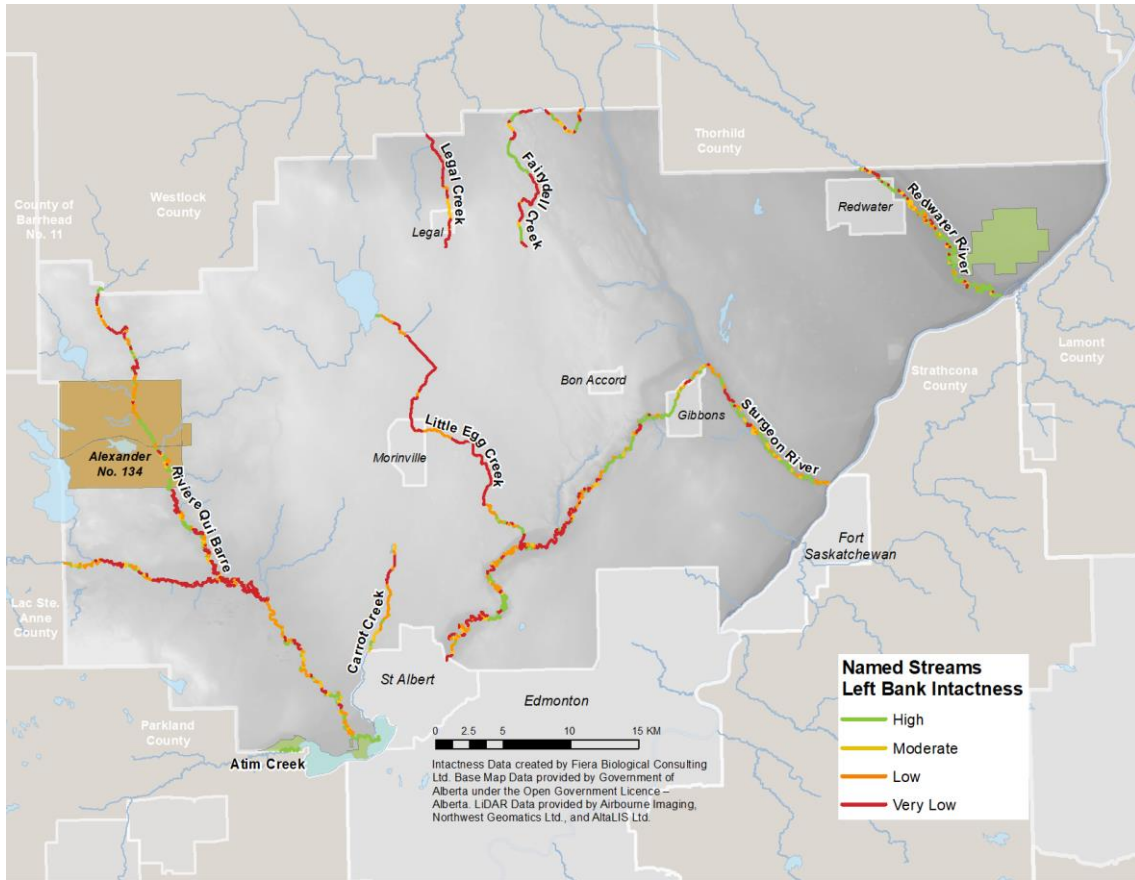 Thorhild
County
Westlock
County
County of
Barrhead
No. 11
Legal Creek
Fairydell Creek
Legal
Redwater
Redwater River
Lamont
County
Strathcona
County
Bon Accord
Gibbons
Sturgeon River
Little Egg Creek
Morinville
Alexander
No. 134
Riviere Qui Barre
Fort
Saskatchewan
Lac Ste.
Anne
County
Carrot Creek
St Albert
Edmonton
Parkland
County
Atim Creek
0 5 10 15 KM
Intactness Data created by Fiera Biological Consulting
Ltd. Base Map Data provided by Government of
Alberta under the Open Government Licence –
Alberta. LiDAR Data provided by Airbourne Imaging,
Northwest Geomatics Ltd., and AltaLIS Ltd.
Named Streams
Left Bank Intactness
High
Moderate
Low
Very Low